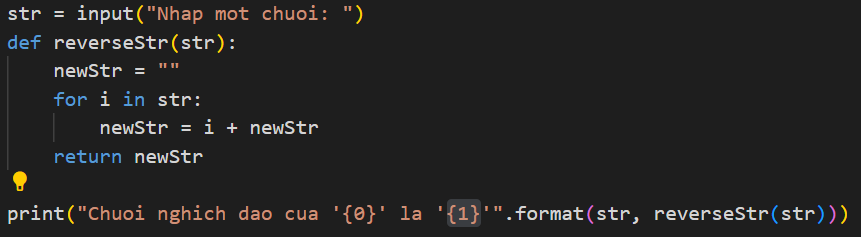 str = input("Nhap mot chuoi: ")
def reverseStr(str):
    newStr = ""
    for i in str:
        newStr = i + newStr
    return newStr
print("Chuoi nghich dao cua '{0}' la '{1}'".format(str, reverseStr(str)))